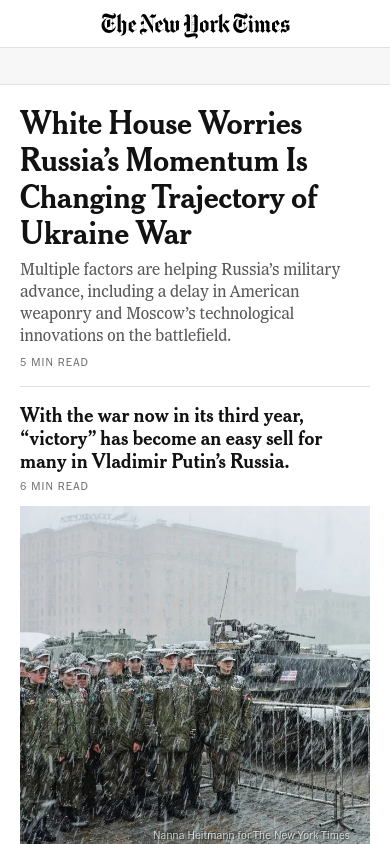 The New York Times
White House Worries
Russia’s Momentum Is
Changing Trajectory of
Ukraine War
Multiple factors are helping Russia’s military
advance, including a delay in American
weaponry and Moscow’s technological
innovations on the battlefield.
5 MIN READ
With the war now in its third year,
“victory” has become an easy sell for
many in Vladimir Putin’s Russia.
6 MIN READ
Nanna Heitmann for The New York Times